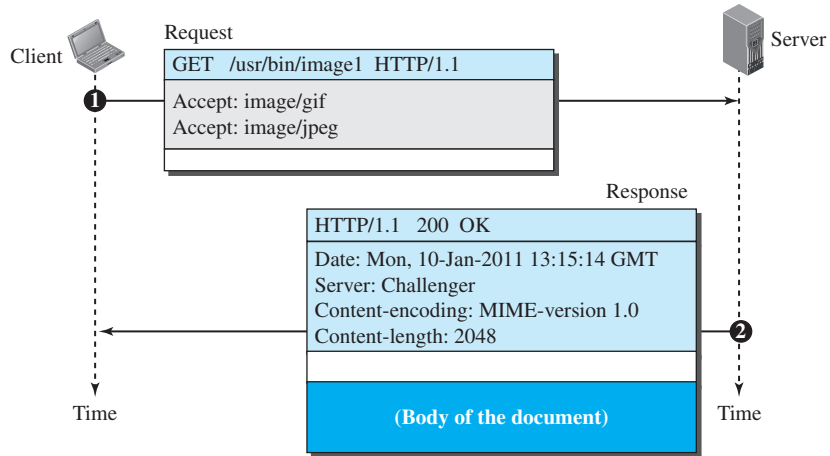 Client
Server
Request
GET /usr/bin/image1 HTTP/1.1
1
Accept: image/gif
Accept: image/jpeg
Response
HTTP/1.1 200 OK
Date: Mon, 10-Jan-2011 13:15:14 GMT
Server: Challenger
Content-encoding: MIME-version 1.0
Content-length: 2048
2
(Body of the document)
Time
Time